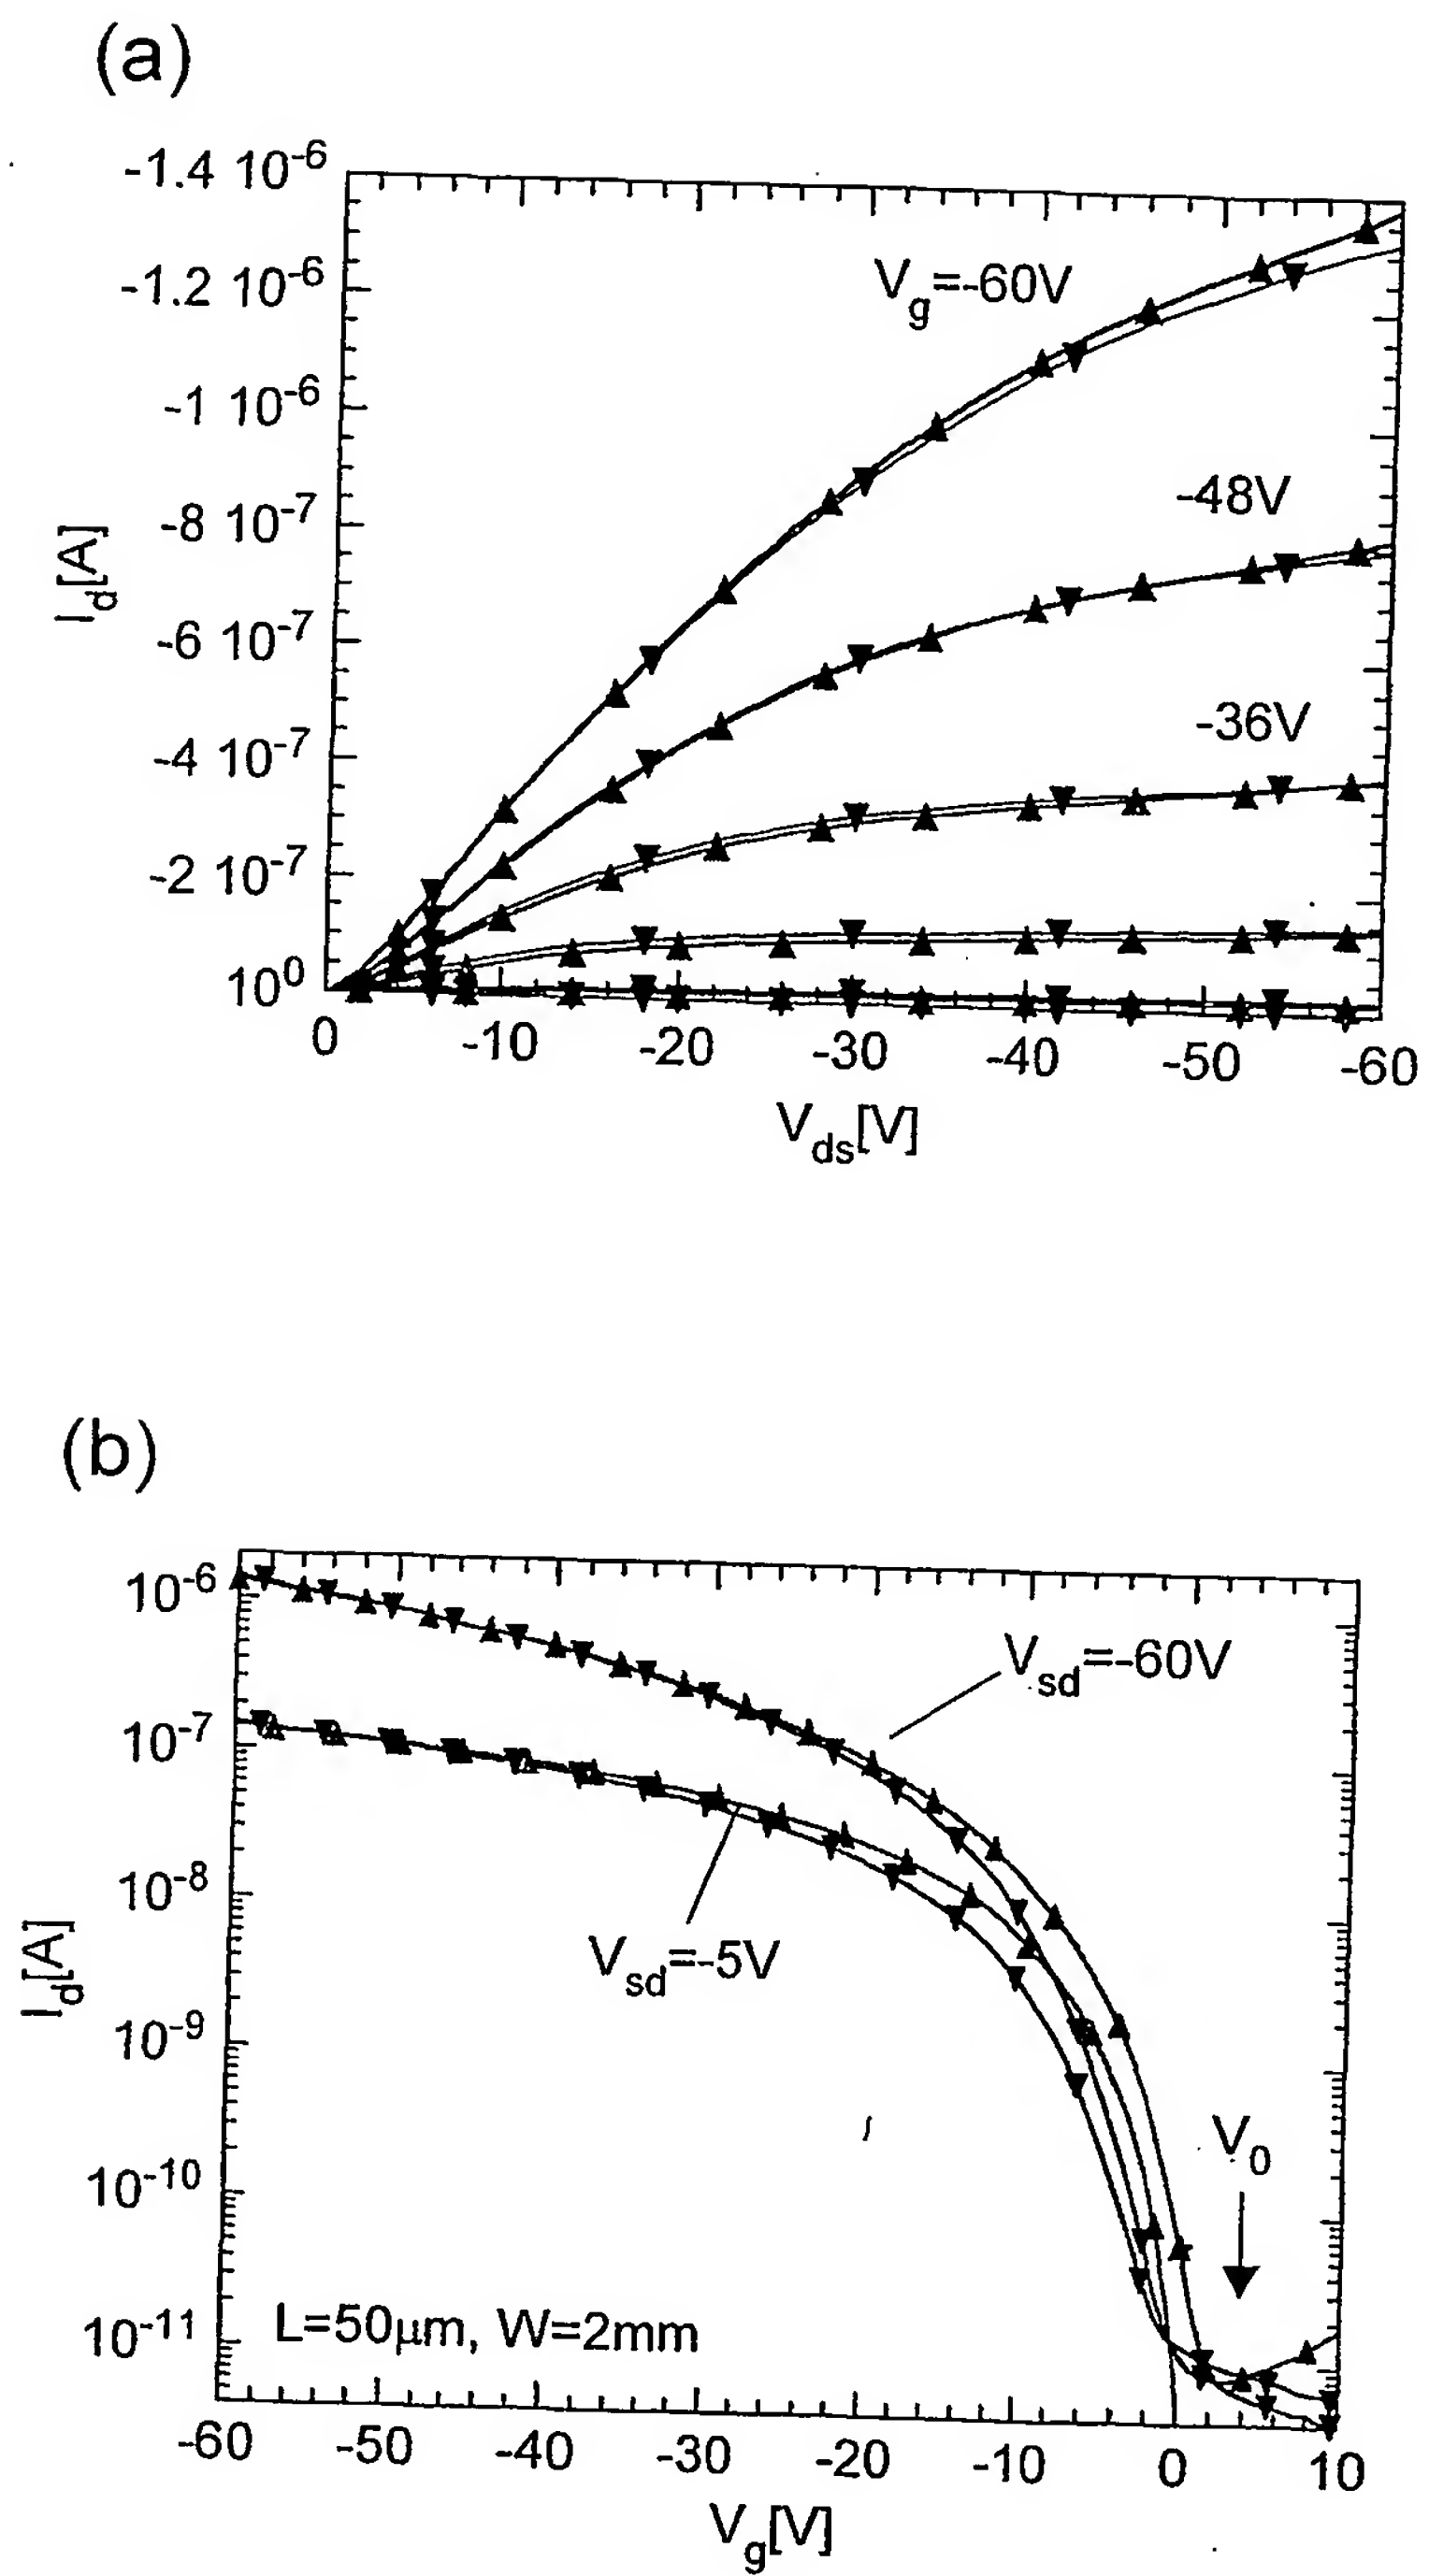 (a)
-1.4 10-6
-1.2 10-6
-1 10-6
-8 10-7
-6 10-7
-4 10-7
-2 10-7
100
Id[A]
Vg=-60V
-48V
-36V
0 -10 -20 -30 -40 -50 -60
Vds[V]
(b)
10-6
10-7
10-8
10-9
10-10
10-11
Id[A]
Vsd=-60V
Vsd=-5V
V0
L=50μm, W=2mm
-60 -50 -40 -30 -20 -10 0 10
Vg[V]